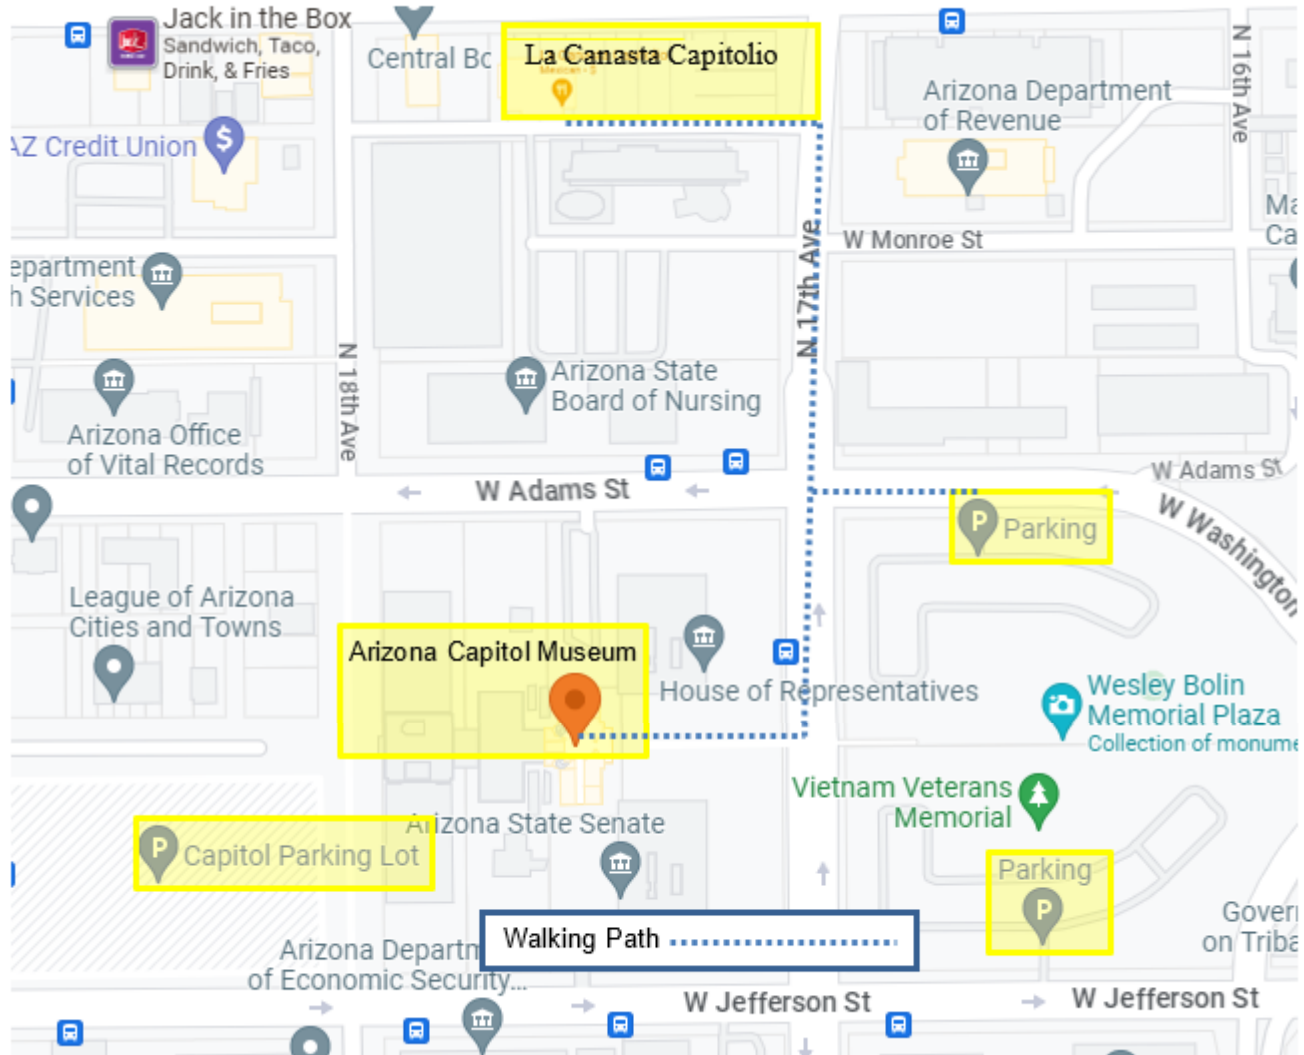 Jack in the Box
Sandwich, Taco,
Drink, & Fries
Central Bo
La Canasta Capitolio
Mexican - $
Arizona Department
of Revenue
N 16th Ave
AZ Credit Union
Ma
Ca
W Monroe St
N 17th Ave
epartment
h Services
N 18th Ave
Arizona State
Board of Nursing
Arizona Office
of Vital Records
W Adams St
W Adams St
P Parking
W Washington
League of Arizona
Cities and Towns
Arizona Capitol Museum
House of Representatives
Wesley Bolin
Memorial Plaza
Collection of monume
Vietnam Veterans
Memorial
Arizona State Senate
P Capitol Parking Lot
Parking
P
Walking Path
Govern
on Triba
Arizona Departm
of Economic Security...
W Jefferson St
W Jefferson St